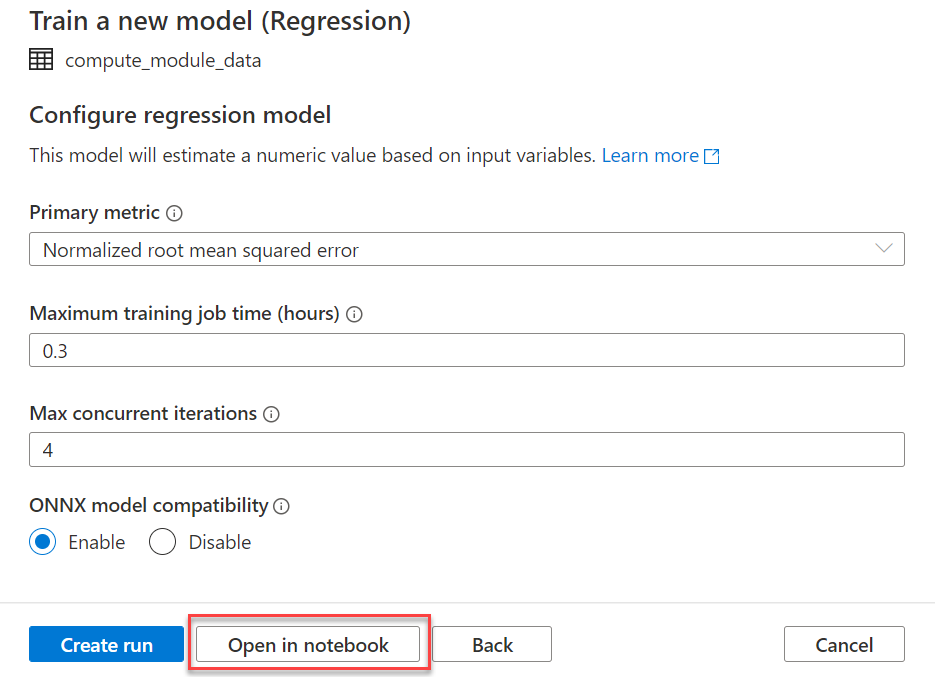 Train a new model (Regression)
compute_module_data
Configure regression model
This model will estimate a numeric value based on input variables. Learn more
Primary metric
Normalized root mean squared error
Maximum training job time (hours)
0.3
Max concurrent iterations
4
ONNX model compatibility
Enable Disable
Create run Open in notebook Back Cancel